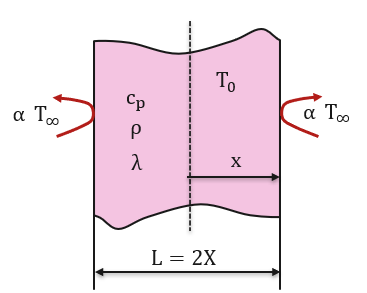 T₀
cₚ
α T∞
α T∞
ρ
λ
x
L = 2X